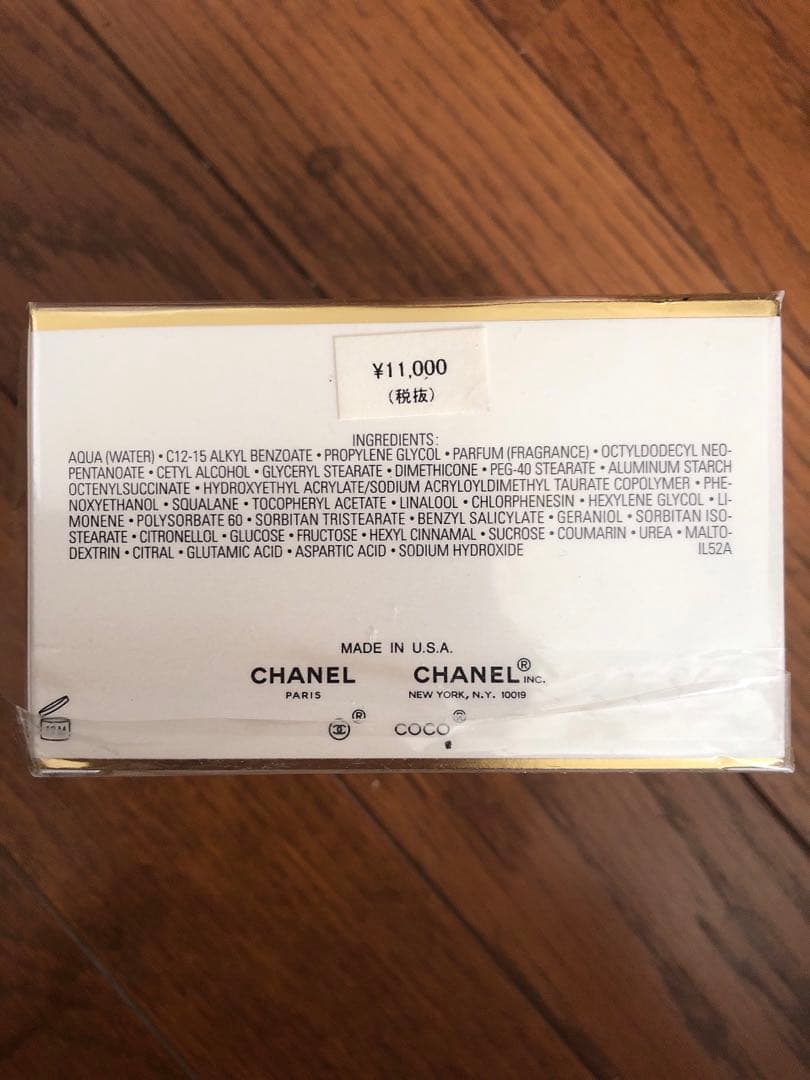 ¥11,000
(税抜)
INGREDIENTS:
AQUA (WATER) • C12-15 ALKYL BENZOATE • PROPYLENE GLYCOL • PARFUM (FRAGRANCE) • OCTYLDODECYL NEO-
PENTANOATE • CETYL ALCOHOL • GLYCERYL STEARATE • DIMETHICONE • PEG-40 STEARATE • ALUMINUM STARCH
OCTENYLSUCCINATE • HYDROXYETHYL ACRYLATE/SODIUM ACRYLOYLDIMETHYL TAURATE COPOLYMER • PHE-
NOXYETHANOL • SQUALANE • TOCOPHERYL ACETATE • LINALOOL • CHLORPHENESIN • HEXYLENE GLYCOL • LI-
MONENE • POLYSORBATE 60 • SORBITAN TRISTEARATE • BENZYL SALICYLATE • GERANIOL • SORBITAN ISO-
STEARATE • CITRONELLOL • GLUCOSE • FRUCTOSE • HEXYL CINNAMAL • SUCROSE • COUMARIN • UREA • MALTO-
DEXTRIN • CITRAL • GLUTAMIC ACID • ASPARTIC ACID • SODIUM HYDROXIDE IL52A
MADE IN U.S.A.
CHANEL CHANEL® INC.
PARIS NEW YORK, N.Y. 10019
® COCO®